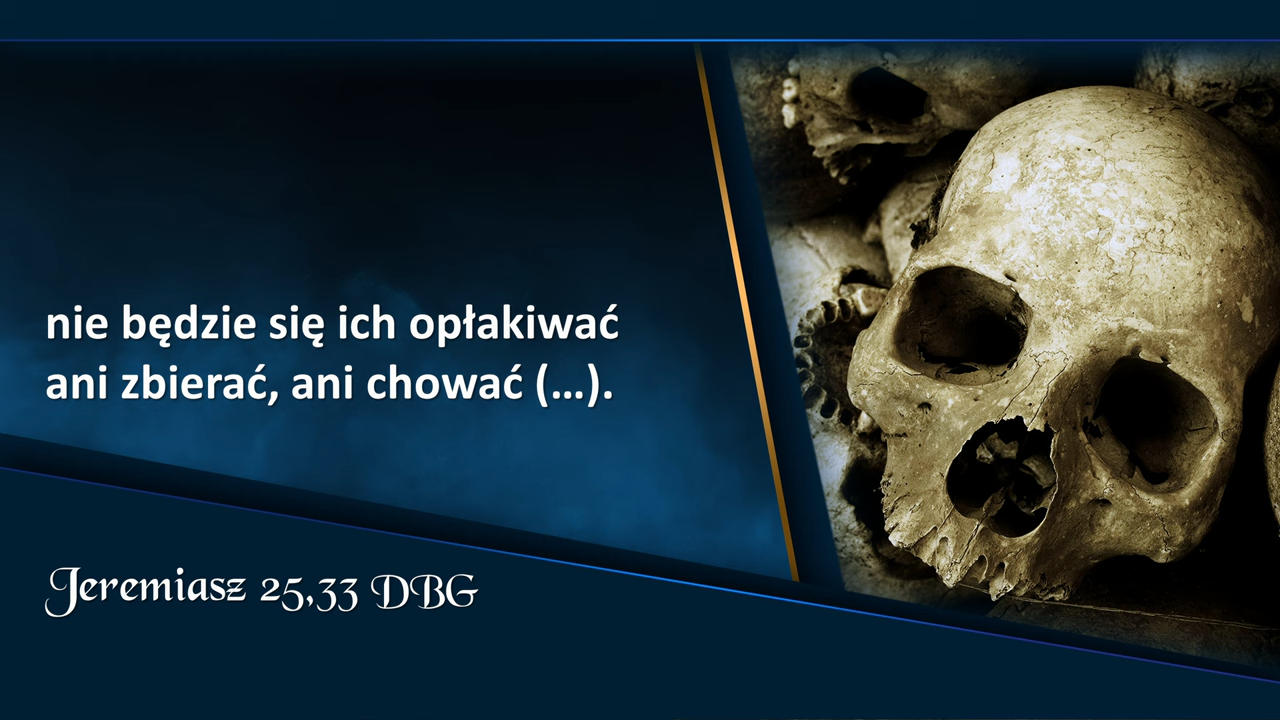 nie będzie się ich opłakiwać
ani zbierać, ani chować (...).
Jeremiasz 25,33 DBG